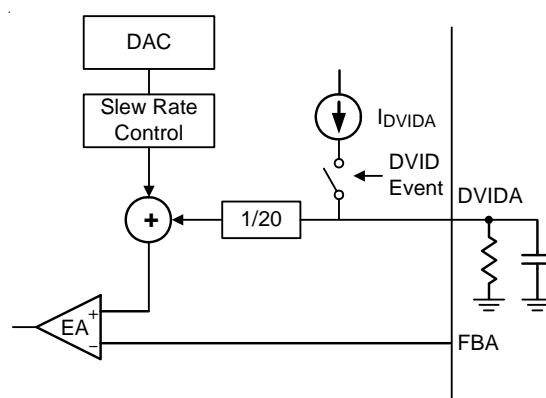 DAC
Slew Rate
Control
IDVIDA
DVID
Event
DVIDA
+
1/20
EA
+
−
FBA